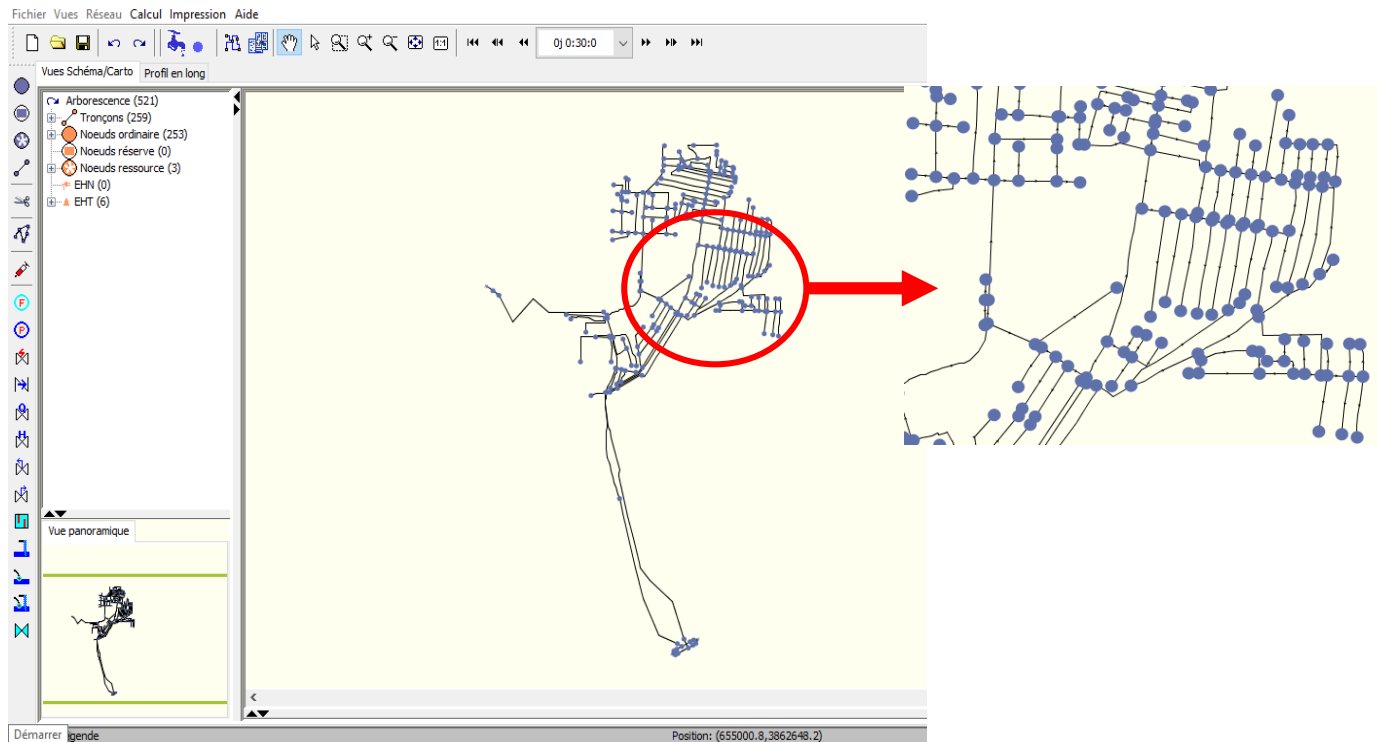 Fichier Vues Réseau Calcul Impression Aide
1:1
0j 0:30:0
Vues Schéma/Carto Profil en long
Arborescence (521)
Tronçons (259)
Noeuds ordinaire (253)
Noeuds réserve (0)
Noeuds ressource (3)
EHN (0)
EHT (6)
F
P
Vue panoramique
Démarrer
Position: (655000.8,3862648.2)